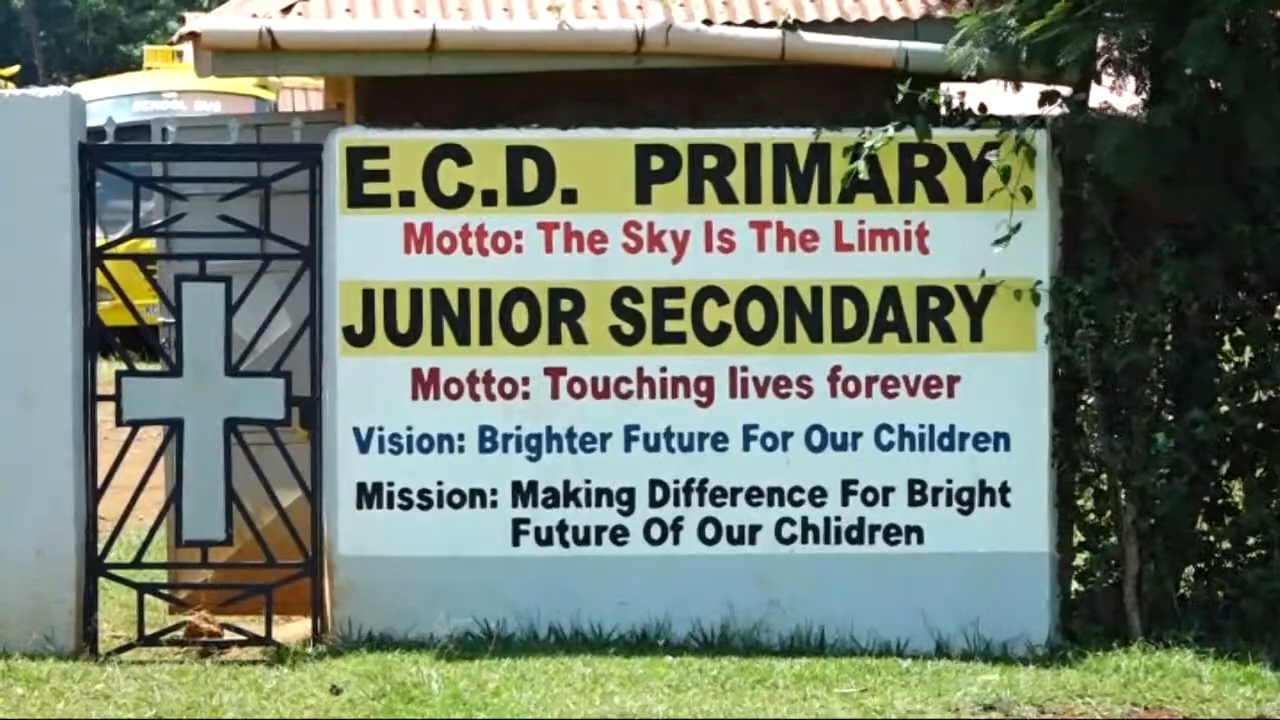 SCHOOL BUS
E.C.D. PRIMARY
Motto: The Sky Is The Limit
JUNIOR SECONDARY
Motto: Touching lives forever
Vision: Brighter Future For Our Children
Mission: Making Difference For Bright
Future Of Our Chlidren